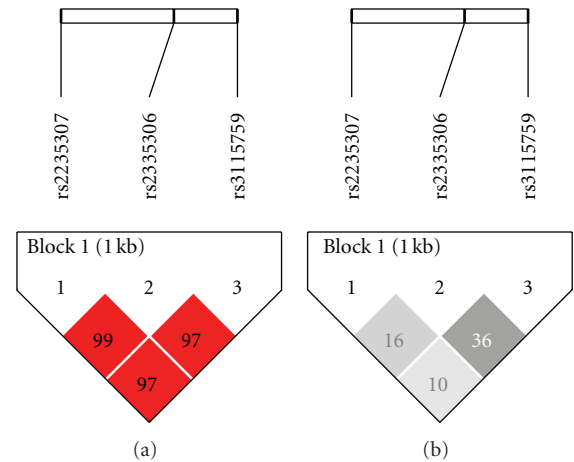 rs2235307
rs2335306
rs3115759
Block 1 (1 kb)
1 2 3
99 97
97
(a)
rs2235307
rs2335306
rs3115759
Block 1 (1 kb)
1 2 3
16 36
10
(b)